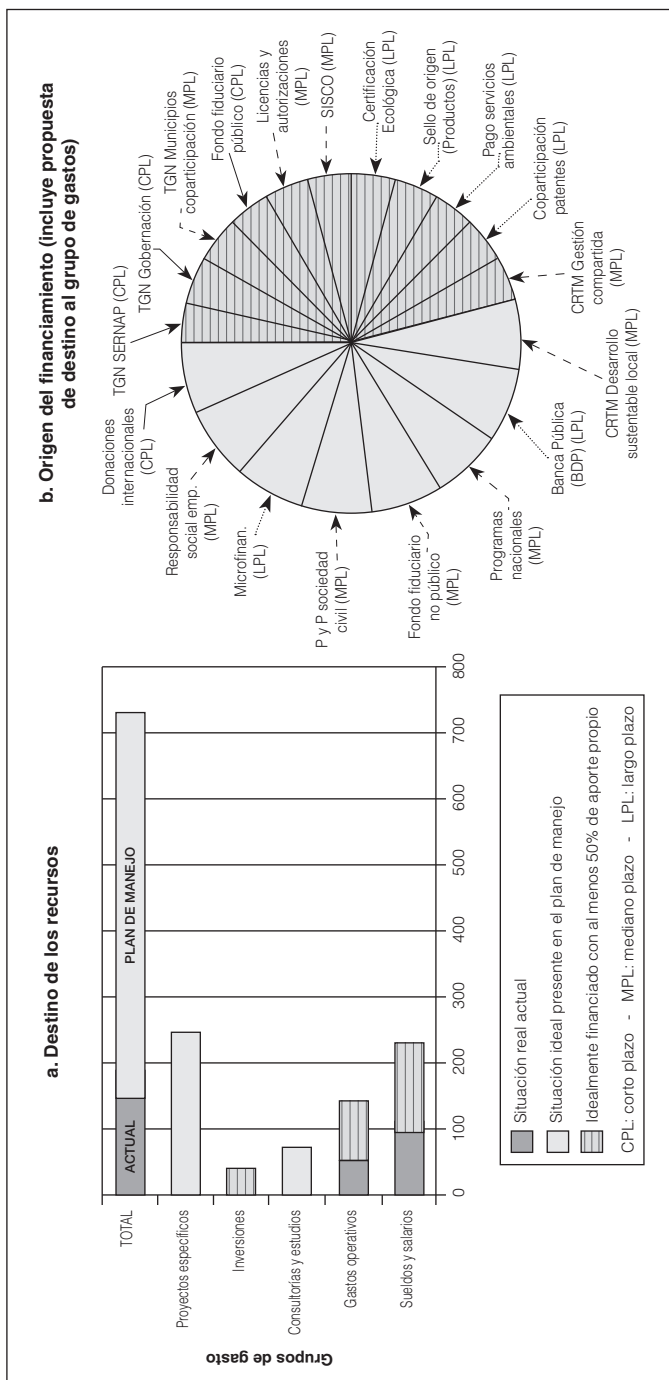 a. Destino de los recursos
Grupos de gasto
TOTAL
Proyectos específicos
Inversiones
Consultorías y estudios
Gastos operativos
Sueldos y salarios
ACTUAL
PLAN DE MANEJO
0
100
200
300
400
500
600
700
800
Situación real actual
Situación ideal presente en el plan de manejo
Idealmente financiado con al menos 50% de aporte propio
CPL: corto plazo - MPL: mediano plazo - LPL: largo plazo
b. Origen del financiamiento (incluye propuesta
de destino al grupo de gastos)
TGN SERNAP (CPL)
TGN Gobernación (CPL)
TGN Municipios
coparticipación (MPL)
Fondo fiduciario
público (CPL)
Licencias y
autorizaciones
(MPL)
SISCO (MPL)
Certificación
Ecológica (LPL)
Sello de origen
(Productos) (LPL)
Pago servicios
ambientales (LPL)
Coparticipación
patentes (LPL)
CRTM Gestión
compartida
(MPL)
CRTM Desarrollo
sustentable local (MPL)
Banca Pública
(BDP) (LPL)
Programas
nacionales
(MPL)
Fondo fiduciario
no público
(MPL)
P y P sociedad
civil (MPL)
Microfinan.
(LPL)
Responsabilidad
social emp.
(MPL)
Donaciones
internacionales
(CPL)